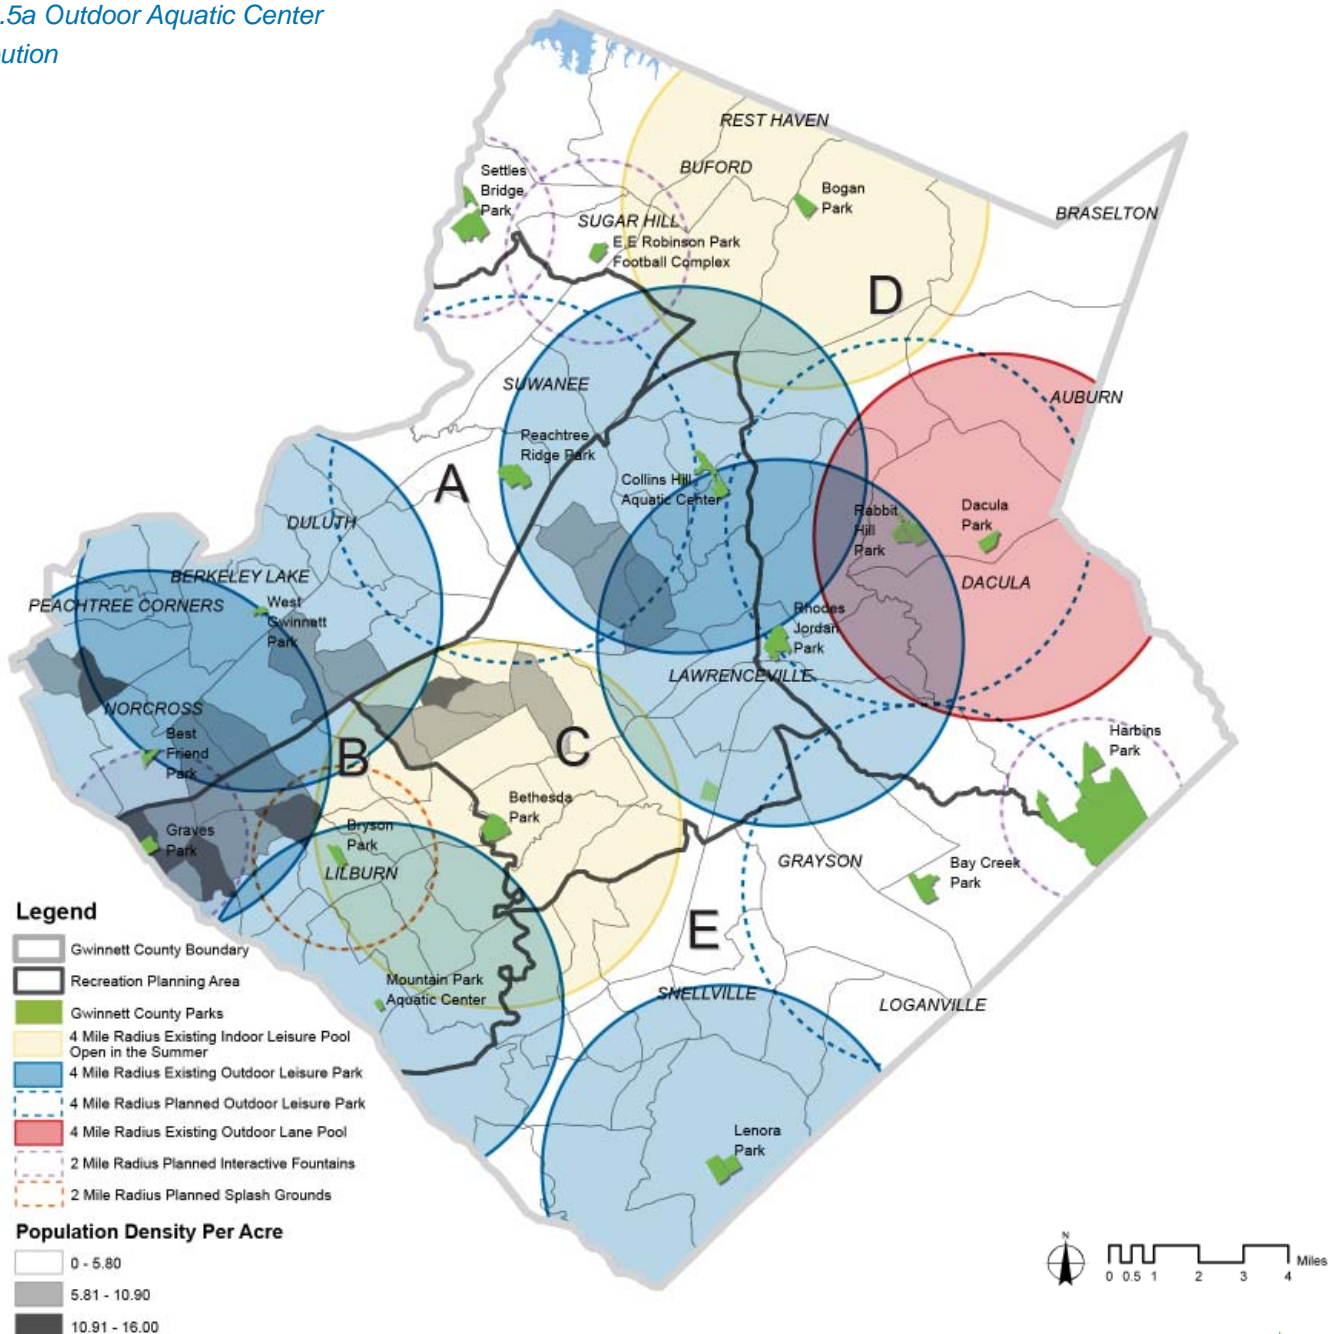 .5a Outdoor Aquatic Center
ution
REST HAVEN
BUFORD
Settles
Bridge
Park
Bogan
Park
BRASELTON
SUGAR HILL
E E Robinson Park
Football Complex
D
SUWANEE
AUBURN
Peachtree
Ridge Park
A
Collins Hill
Aquatic Center
Rabbit
Hill
Park
Dacula
Park
DULUTH
DACULA
BERKELEY LAKE
PEACHTREE CORNERS
West
Gwinnett
Park
Rhodes
Jordan
Park
LAWRENCEVILLE
NORCROSS
Best
Friend
Park
B
C
Harbins
Park
Bethesda
Park
Graves
Park
Bryson
Park
LILBURN
GRAYSON
Bay Creek
Park
E
Mountain Park
Aquatic Center
SNELLVILLE
LOGANVILLE
Lenora
Park
Legend
Gwinnett County Boundary
Recreation Planning Area
Gwinnett County Parks
4 Mile Radius Existing Indoor Leisure Pool
Open in the Summer
4 Mile Radius Existing Outdoor Leisure Park
4 Mile Radius Planned Outdoor Leisure Park
4 Mile Radius Existing Outdoor Lane Pool
2 Mile Radius Planned Interactive Fountains
2 Mile Radius Planned Splash Grounds
Population Density Per Acre
0 - 5.80
5.81 - 10.90
10.91 - 16.00
N
Miles
0 0.5 1 2 3 4